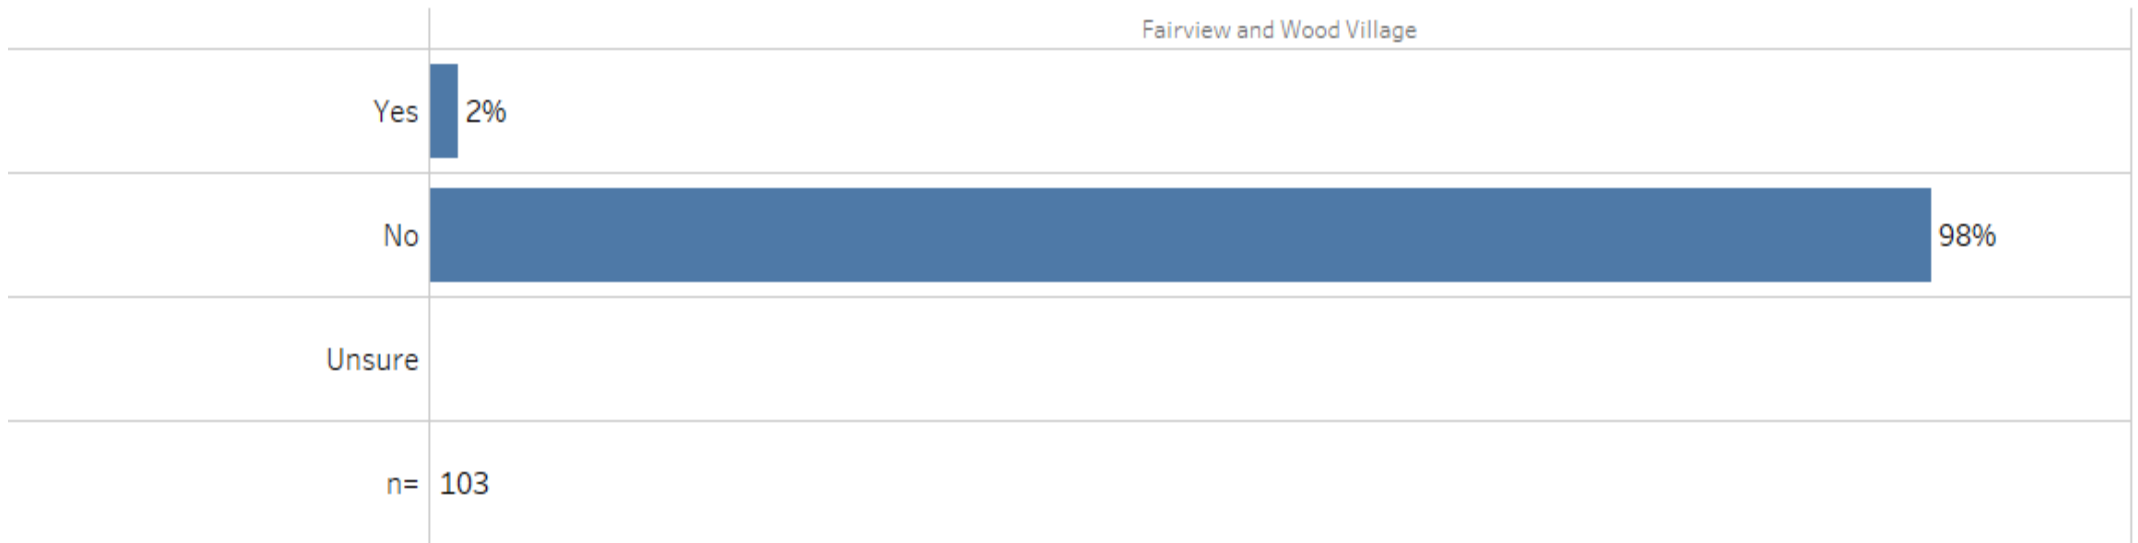 Fairview and Wood Village
Yes 2%
No 98%
Unsure
n= 103